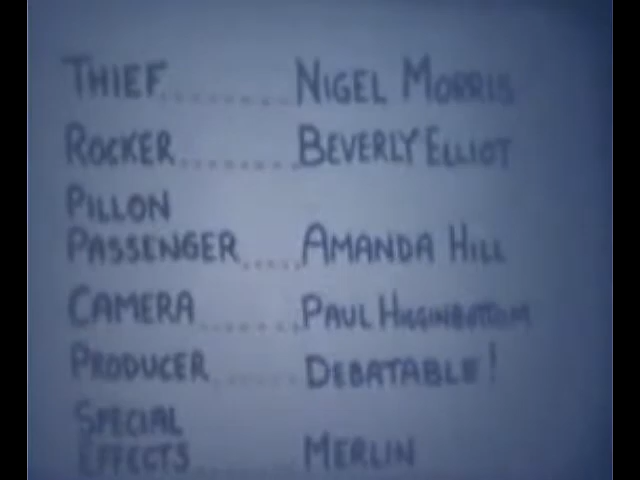 THIEF........ NIGEL MORRIS
ROCKER........ BEVERLY ELLIOT
PILLON
PASSENGER..... AMANDA HILL
CAMERA....... PAUL HIGGINBOTTOM
PRODUCER....... DEBATABLE!
SPECIAL
EFFECTS........ MERLIN